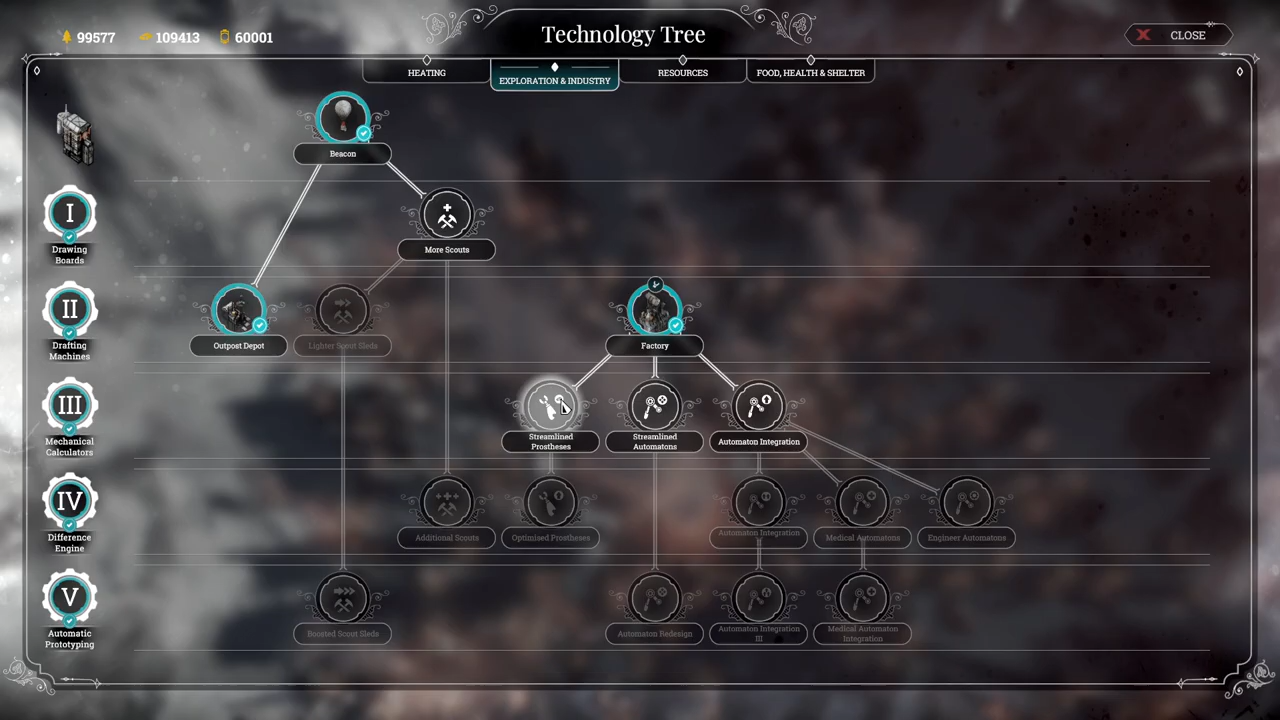 99577
109413
60001
Technology Tree
CLOSE
HEATING
EXPLORATION & INDUSTRY
RESOURCES
FOOD, HEALTH & SHELTER
Beacon
I
Drawing
Boards
More Scouts
II
Drafting
Machines
Outpost Depot
Lighter Scout Sleds
Factory
III
Mechanical
Calculators
Streamlined
Prostheses
Streamlined
Automatons
Automaton Integration
IV
Difference
Engine
Additional Scouts
Optimised Prostheses
Automaton Integration
Medical Automatons
Engineer Automatons
V
Automatic
Prototyping
Boosted Scout Sleds
Automaton Redesign
Automaton Integration
III
Medical Automaton
Integration